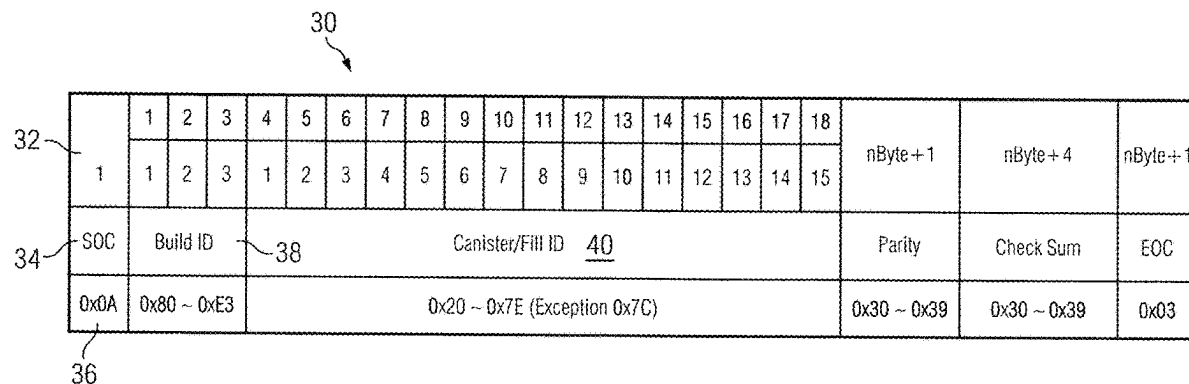 30
1 2 3 4 5 6 7 8 9 10 11 12 13 14 15 16 17 18
32
1
1 2 3 1 2 3 4 5 6 7 8 9 10 11 12 13 14 15
nByte+1
nByte+4
nByte+1
34
SOC
Build ID
38
Canister/Fill ID
40
Parity
Check Sum
EOC
0x0A
0x80 ~ 0xE3
0x20 ~ 0x7E (Exception 0x7C)
0x30 ~ 0x39
0x30 ~ 0x39
0x03
36